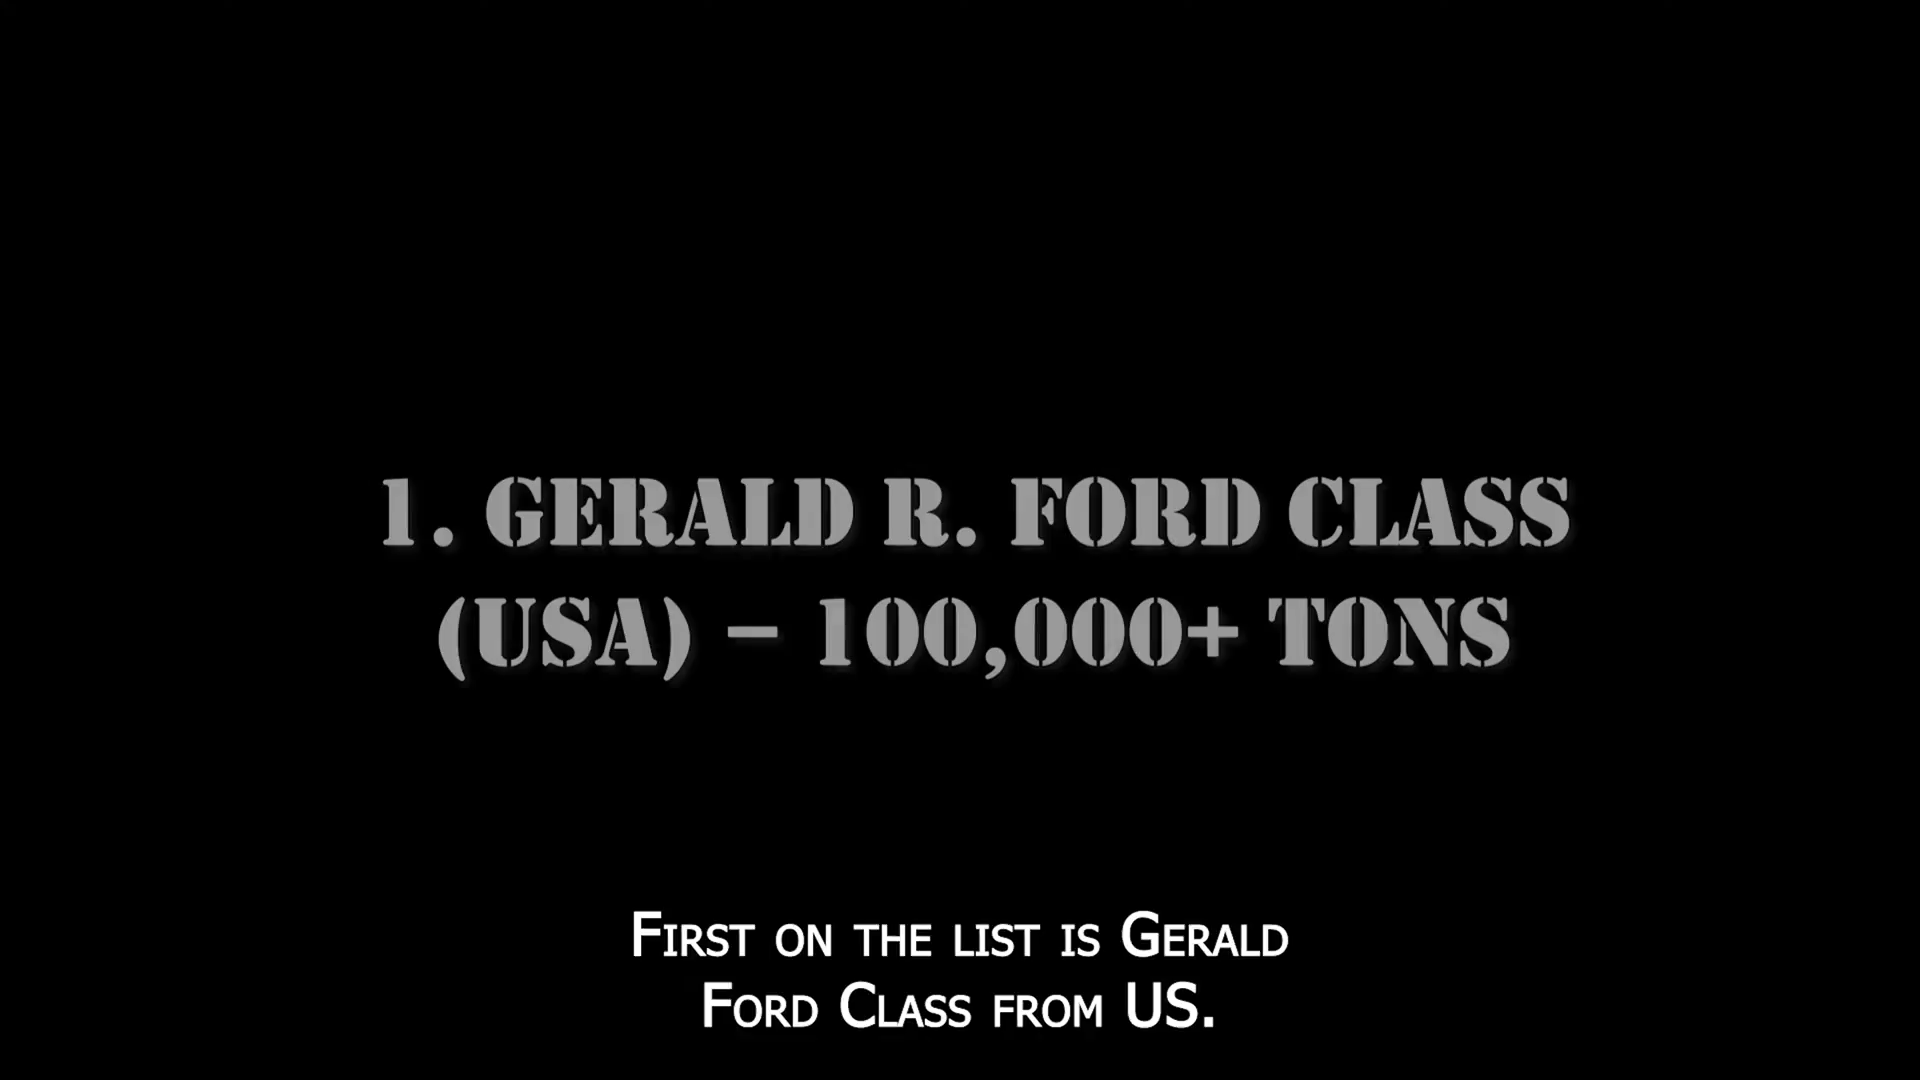 1. GERALD R. FORD CLASS
(USA) – 100,000+ TONS
First on the list is Gerald
Ford Class from US.